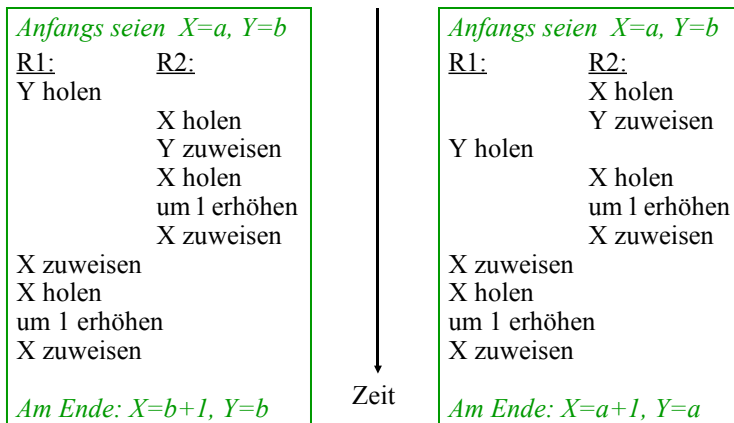 Anfangs seien X=a, Y=b
R1: R2:
Y holen
X holen
Y zuweisen
X holen
um 1 erhöhen
X zuweisen
X zuweisen
X holen
um 1 erhöhen
X zuweisen
Am Ende: X=b+1, Y=b
Zeit
Anfangs seien X=a, Y=b
R1: R2:
X holen
Y zuweisen
Y holen
X holen
um 1 erhöhen
X zuweisen
X zuweisen
X holen
um 1 erhöhen
X zuweisen
Am Ende: X=a+1, Y=a